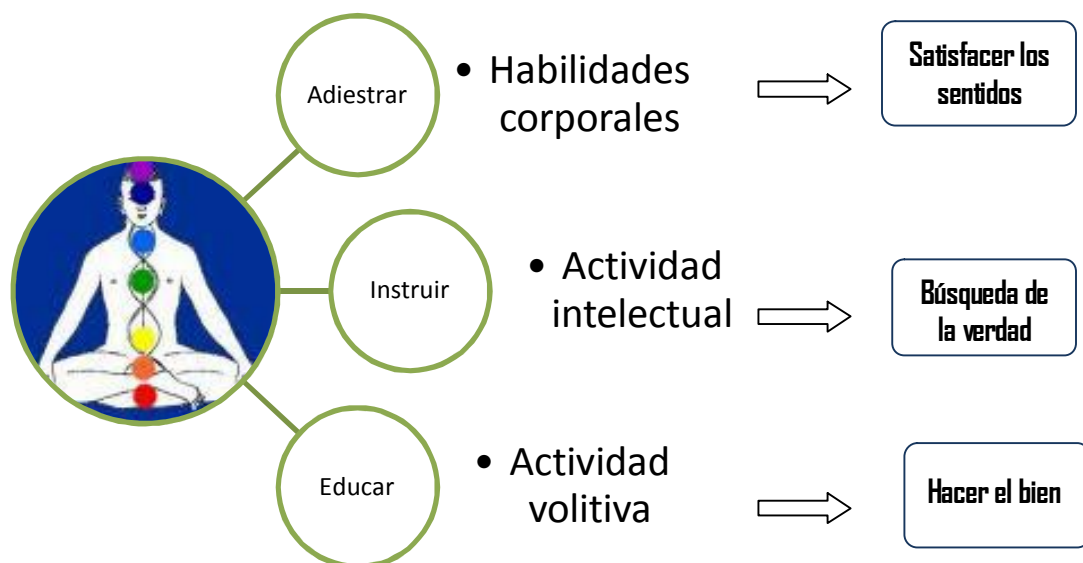 Adiestrar
• Habilidades
corporales
Satisfacer los
sentidos
Instruir
• Actividad
intelectual
Búsqueda de
la verdad
Educar
• Actividad
volitiva
Hacer el bien